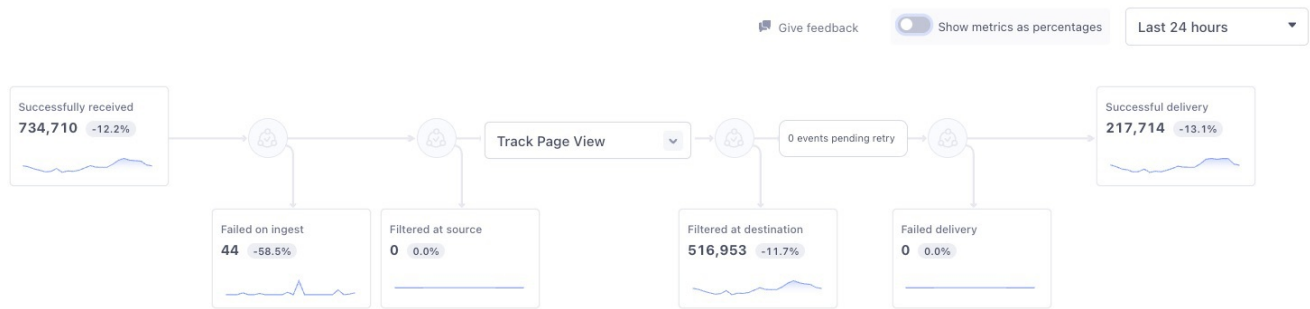 Give feedback
Show metrics as percentages
Last 24 hours
Successfully received
734,710 -12.2%
Track Page View
0 events pending retry
Successful delivery
217,714 -13.1%
Failed on ingest
44 -58.5%
Filtered at source
0 0.0%
Filtered at destination
516,953 -11.7%
Failed delivery
0 0.0%